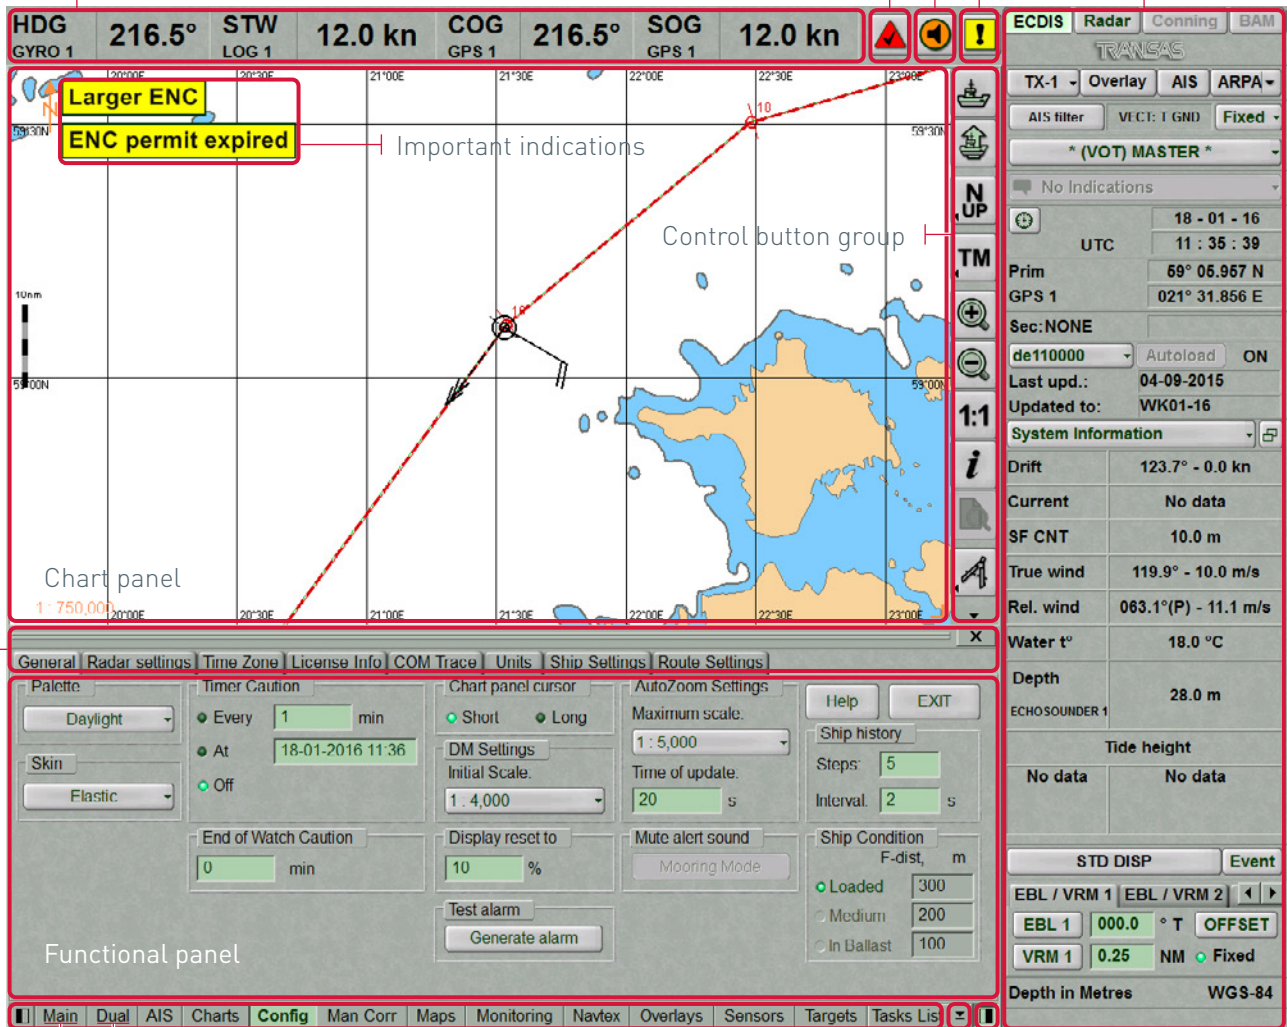 HDG 216.5° STW 12.0 kn COG 216.5° SOG 12.0 kn
GYRO 1 LOG 1 GPS 1 GPS 1
ECDIS Radar Conning BAM
TRANSAS
TX-1 Overlay AIS ARPA
AIS filter VECT: T GND Fixed
* (VOT) MASTER *
No Indications
18 - 01 - 16
UTC 11 : 35 : 39
Prim 59° 05.957 N
GPS 1 021° 31.856 E
Sec:NONE
de110000 Autoload ON
Last upd.: 04-09-2015
Updated to: WK01-16
System Information
Drift 123.7° - 0.0 kn
Current No data
SF CNT 10.0 m
True wind 119.9° - 10.0 m/s
Rel. wind 063.1°(P) - 11.1 m/s
Water t° 18.0 °C
Depth 28.0 m
ECHOSOUNDER 1
Tide height
No data No data
STD DISP Event
EBL / VRM 1 EBL / VRM 2
EBL 1 000.0 ° T OFFSET
VRM 1 0.25 NM Fixed
Depth in Metres WGS-84
20°00E 20°30E 21°00E 21°30E 22°00E 22°30E 23°00E
Larger ENC
N
59°30N 59°30N
ENC permit expired
Important indications
10
Control button group
10nm
16
59°00N 59°00N
Chart panel
1 : 750,000
20°00E 20°30E 21°00E 21°30E 22°00E 22°30E 23°00E
!
N
UP
TM
1:1
i
X
General Radar settings Time Zone License Info COM Trace Units Ship Settings Route Settings
Palette
Daylight
Skin
Elastic
Timer Caution
Every 1 min
At 18-01-2016 11:36
Off
End of Watch Caution
0 min
Chart panel cursor
Short Long
DM Settings
Initial Scale:
1 : 4,000
Display reset to
10 %
Test alarm
Generate alarm
AutoZoom Settings
Maximum scale:
1 : 5,000
Time of update:
20 s
Mute alert sound
Mooring Mode
Help EXIT
Ship history
Steps: 5
Interval: 2 s
Ship Condition
F-dist, m
Loaded 300
Medium 200
In Ballast 100
Functional panel
Main Dual AIS Charts Config Man Corr Maps Monitoring Navtex Overlays Sensors Targets Tasks Lis